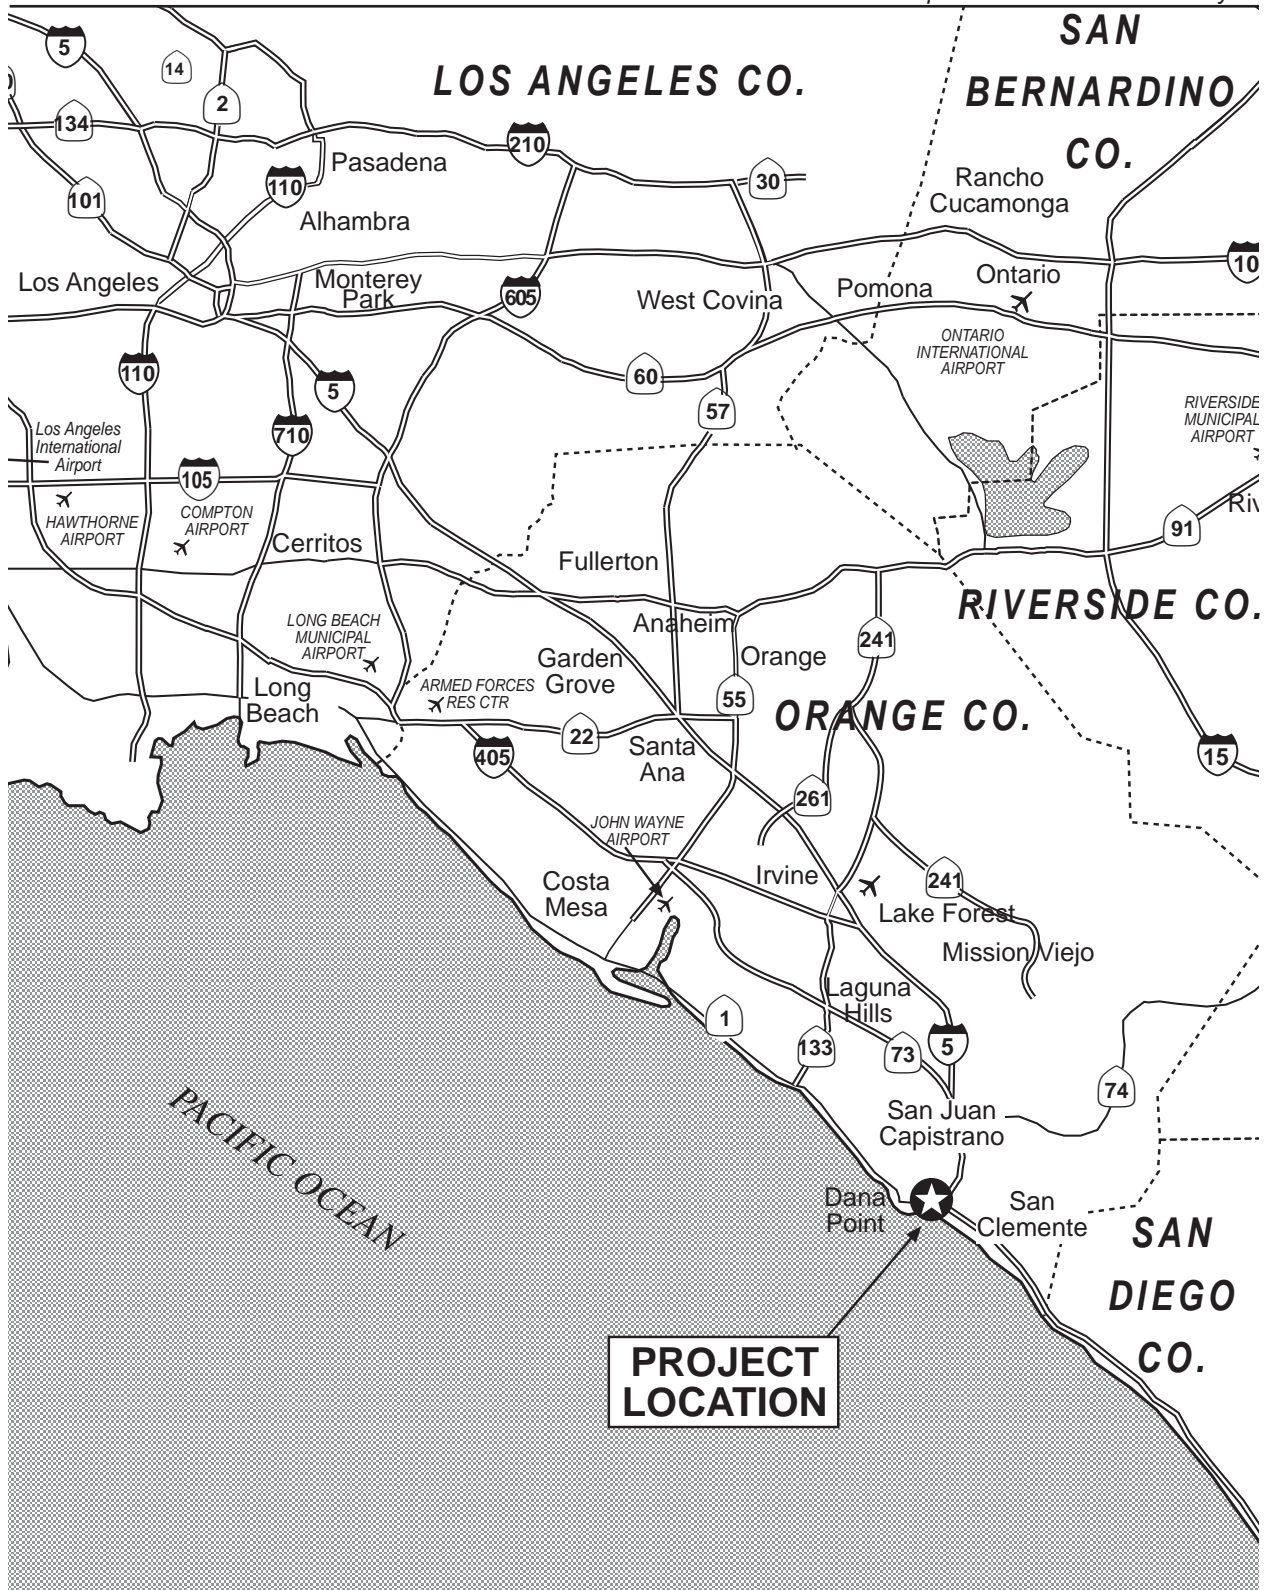 SAN
BERNARDINO
CO.
LOS ANGELES CO.
5
14
2
134
210
Pasadena
110
30
101
Rancho
Cucamonga
Alhambra
10
Los Angeles
Monterey
Park
605
West Covina
Pomona
Ontario
ONTARIO
INTERNATIONAL
AIRPORT
110
5
60
57
RIVERSIDE
MUNICIPAL
AIRPORT
Los Angeles
International
Airport
710
105
HAWTHORNE
AIRPORT
COMPTON
AIRPORT
Riv
91
Cerritos
Fullerton
RIVERSIDE CO.
LONG BEACH
MUNICIPAL
AIRPORT
Anaheim
241
Garden
Grove
Orange
ARMED FORCES
RES CTR
Long
Beach
55
ORANGE CO.
22
405
Santa
Ana
15
261
JOHN WAYNE
AIRPORT
Irvine
241
Costa
Mesa
Lake Forest
Mission Viejo
Laguna
Hills
1
133
73
5
74
PACIFIC OCEAN
San Juan
Capistrano
Dana
Point
San
Clemente
SAN
DIEGO
CO.
PROJECT
LOCATION